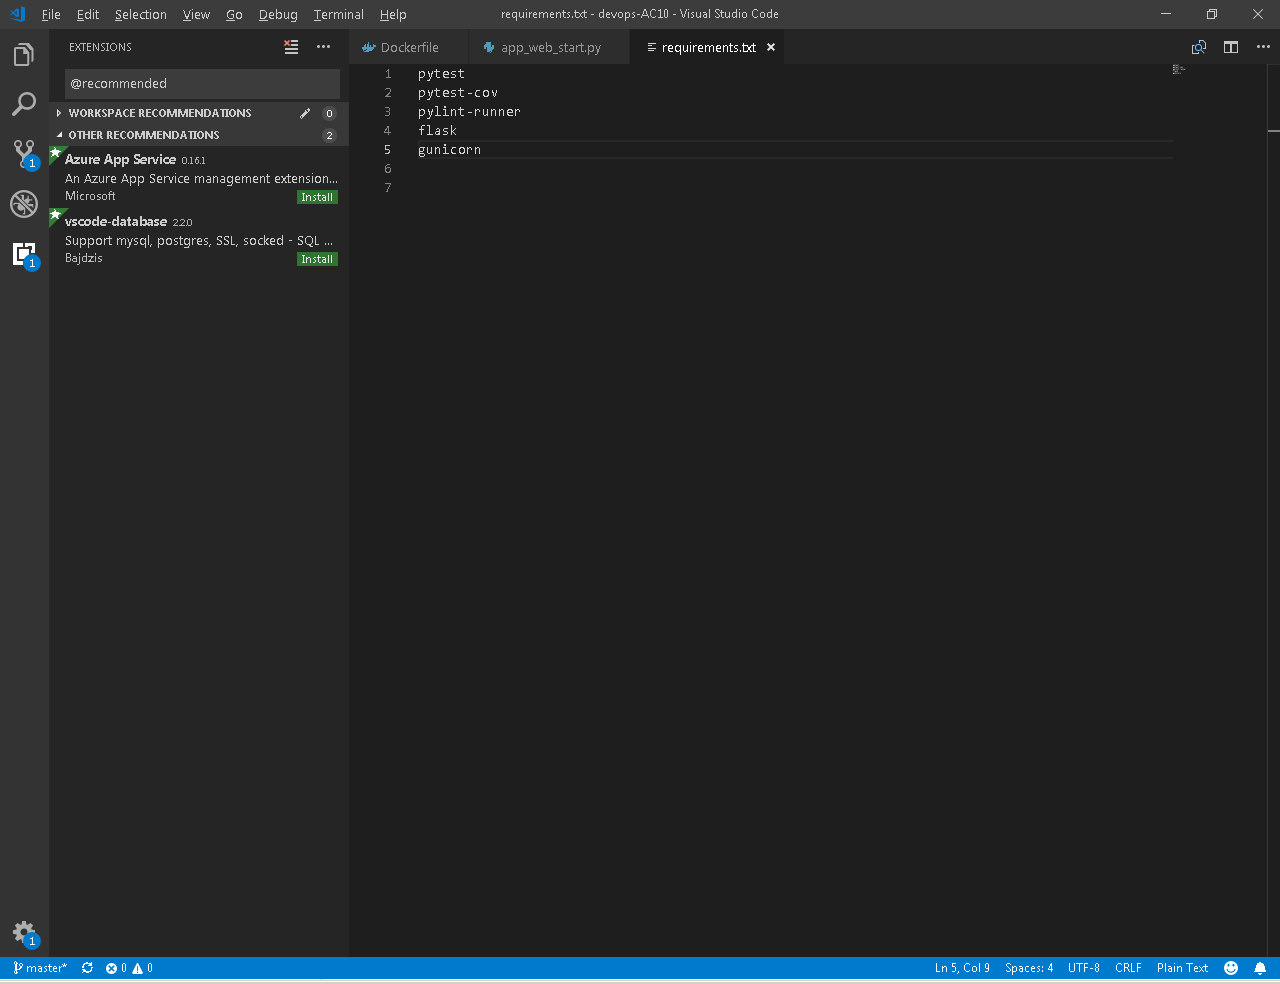 File Edit Selection View Go Debug Terminal Help requirements.txt - devops-AC10 - Visual Studio Code
EXTENSIONS
@recommended
WORKSPACE RECOMMENDATIONS 0
OTHER RECOMMENDATIONS 2
Azure App Service 0.16.1
An Azure App Service management extension...
Microsoft Install
vscode-database 2.2.0
Support mysql, postgres, SSL, socked - SQL ...
Bajdzis Install
1
1
1
Dockerfile app_web_start.py requirements.txt
1 pytest
2 pytest-cov
3 pylint-runner
4 flask
5 gunicorn
6
7
master* 0 0 Ln 5, Col 9 Spaces: 4 UTF-8 CRLF Plain Text